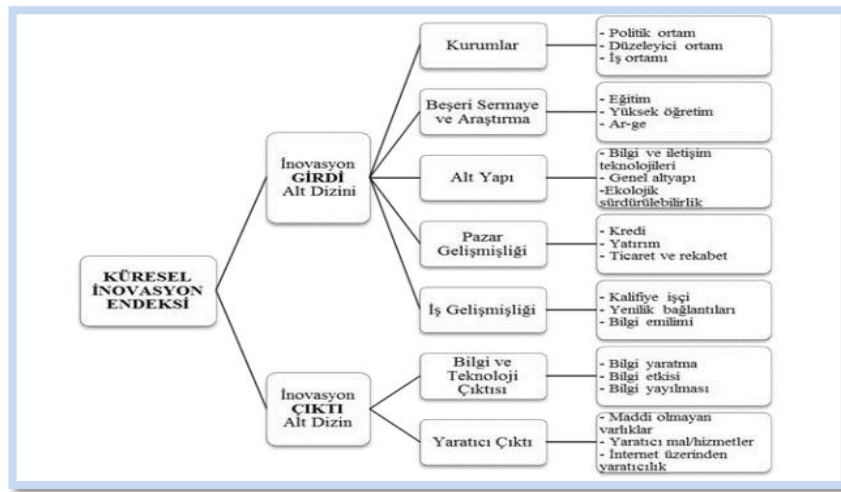 KÜRESEL
İNOVASYON
ENDEKSİ
İnovasyon
GİRDİ
Alt Dizini
Kurumlar
- Politik ortam
- Düzeleyici ortam
- İş ortamı
Beşeri Sermaye
ve Araştırma
- Eğitim
- Yüksek öğretim
- Ar-ge
Alt Yapı
- Bilgi ve iletişim
teknolojileri
- Genel altyapı
-Ekolojik
sürdürülebilirlik
Pazar
Gelişmişliği
- Kredi
- Yatırım
- Ticaret ve rekabet
İş Gelişmişliği
- Kalifiye işçi
- Yenilik bağlantıları
- Bilgi emilimi
İnovasyon
ÇIKTI
Alt Dizin
Bilgi ve
Teknoloji
Çıktısı
- Bilgi yaratma
- Bilgi etkisi
- Bilgi yayılması
Yaratıcı Çıktı
- Maddi olmayan
varlıklar
- Yaratıcı mal/hizmetler
- İnternet üzerinden
yaratıcılık